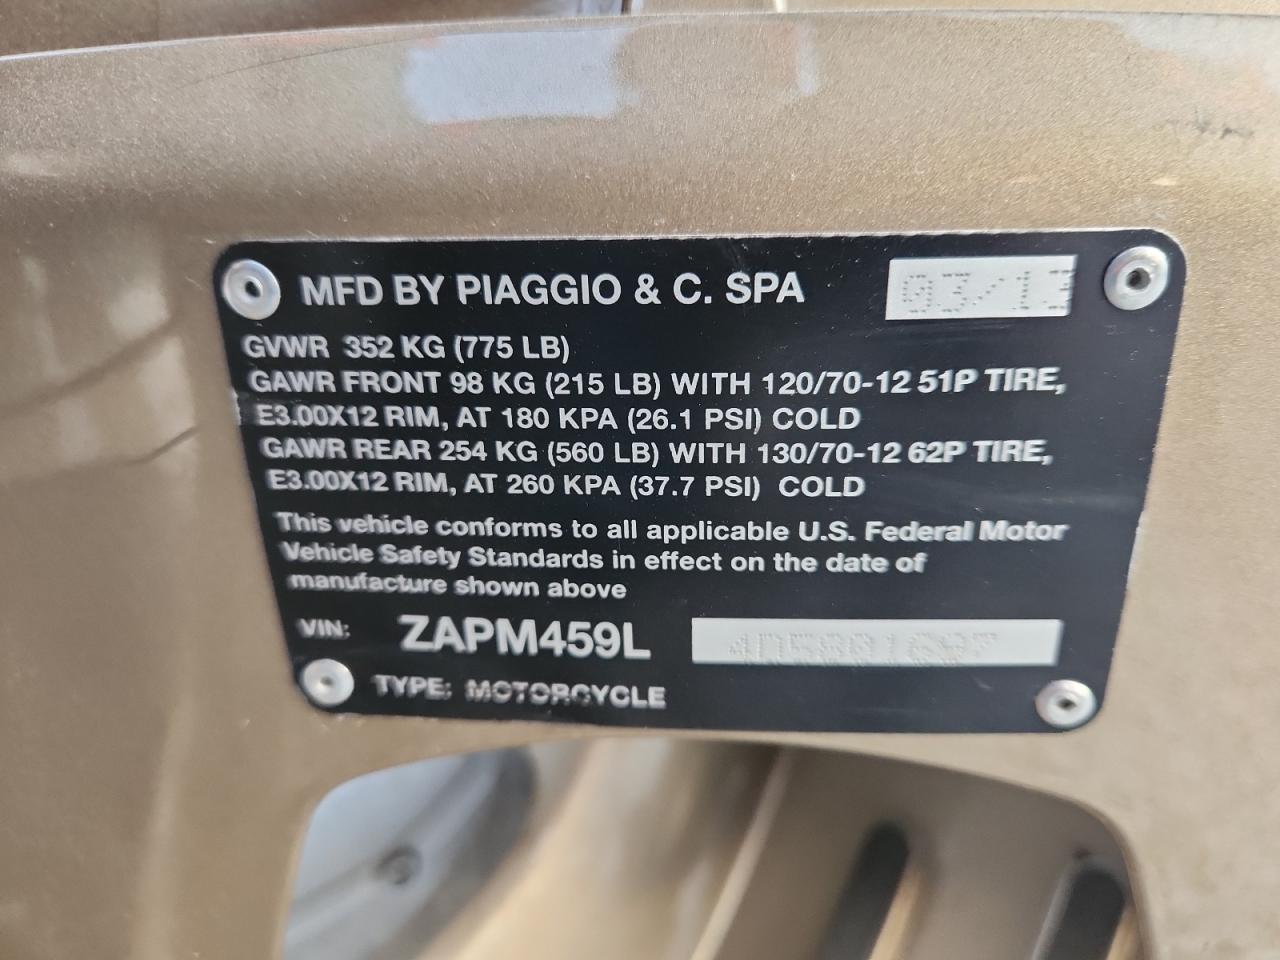 MFD BY PIAGGIO & C. SPA 03/13
GVWR 352 KG (775 LB)
GAWR FRONT 98 KG (215 LB) WITH 120/70-12 51P TIRE,
E3.00X12 RIM, AT 180 KPA (26.1 PSI) COLD
GAWR REAR 254 KG (560 LB) WITH 130/70-12 62P TIRE,
E3.00X12 RIM, AT 260 KPA (37.7 PSI) COLD
This vehicle conforms to all applicable U.S. Federal Motor
Vehicle Safety Standards in effect on the date of
manufacture shown above
VIN: ZAPM459L
TYPE: MOTORCYCLE